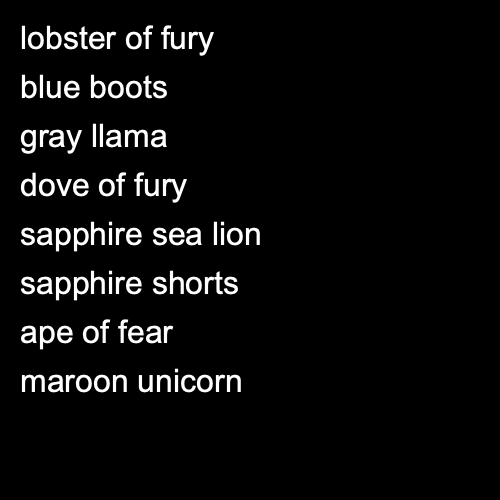 lobster of fury
blue boots
gray llama
dove of fury
sapphire sea lion
sapphire shorts
ape of fear
maroon unicorn